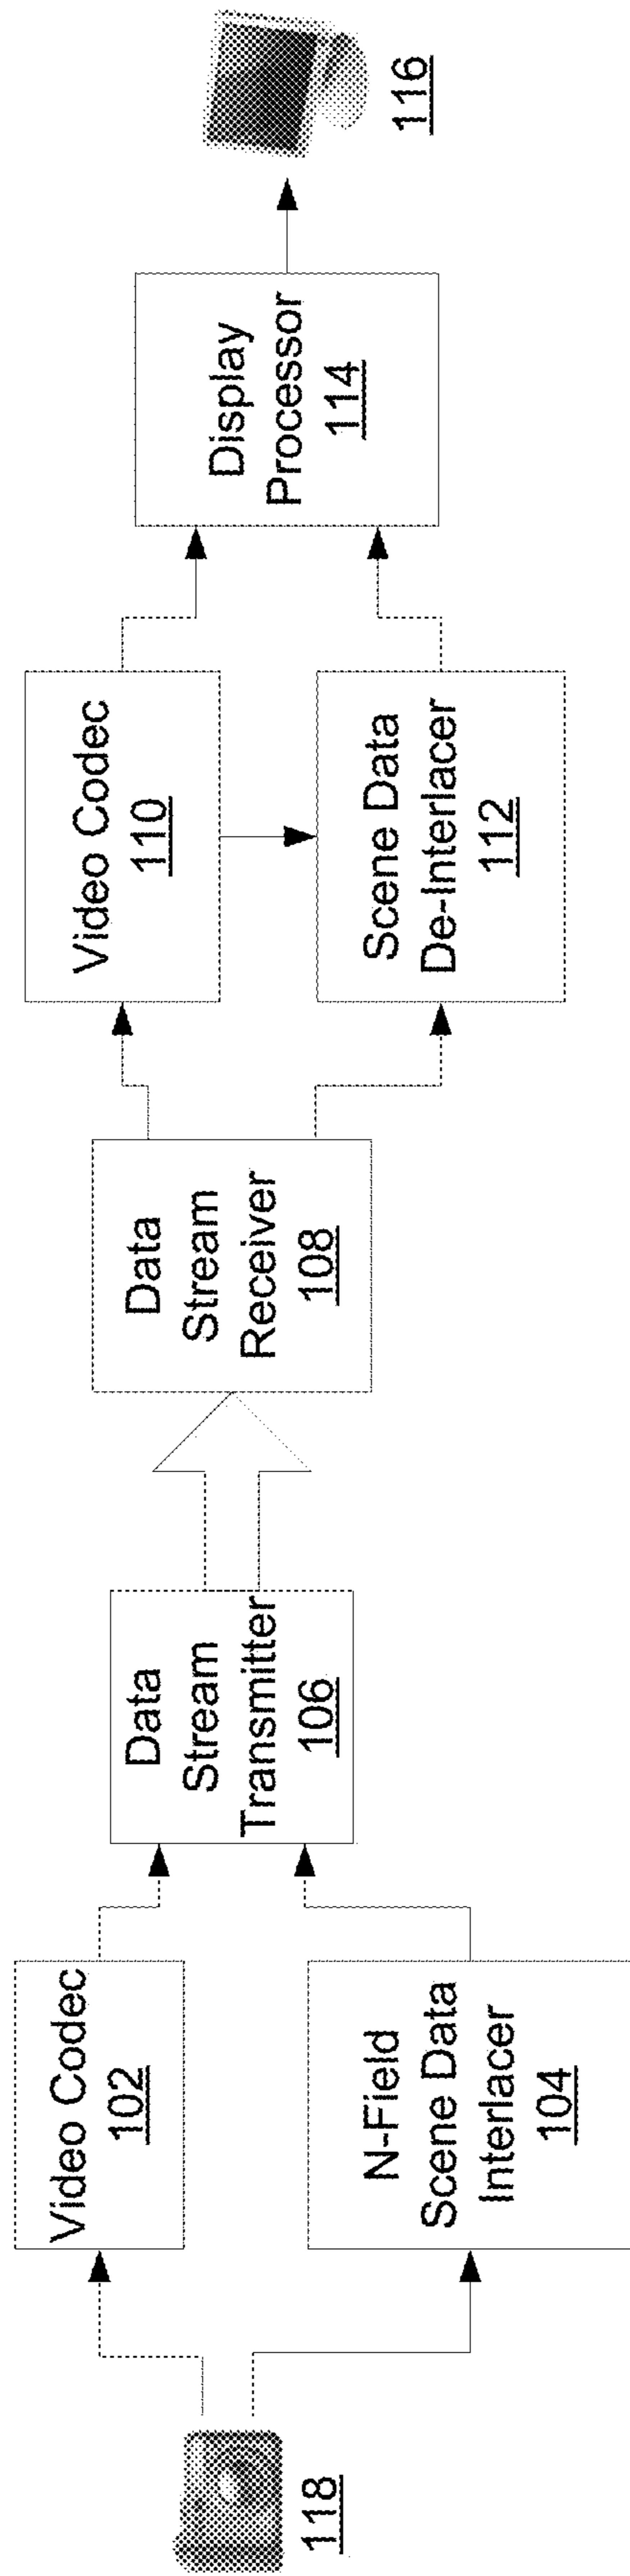 118
Video Codec
102
N-Field
Scene Data
Interlacer
104
Data
Stream
Transmitter
106
Data
Stream
Receiver
108
Video Codec
110
Scene Data
De-Interlacer
112
Display
Processor
114
116